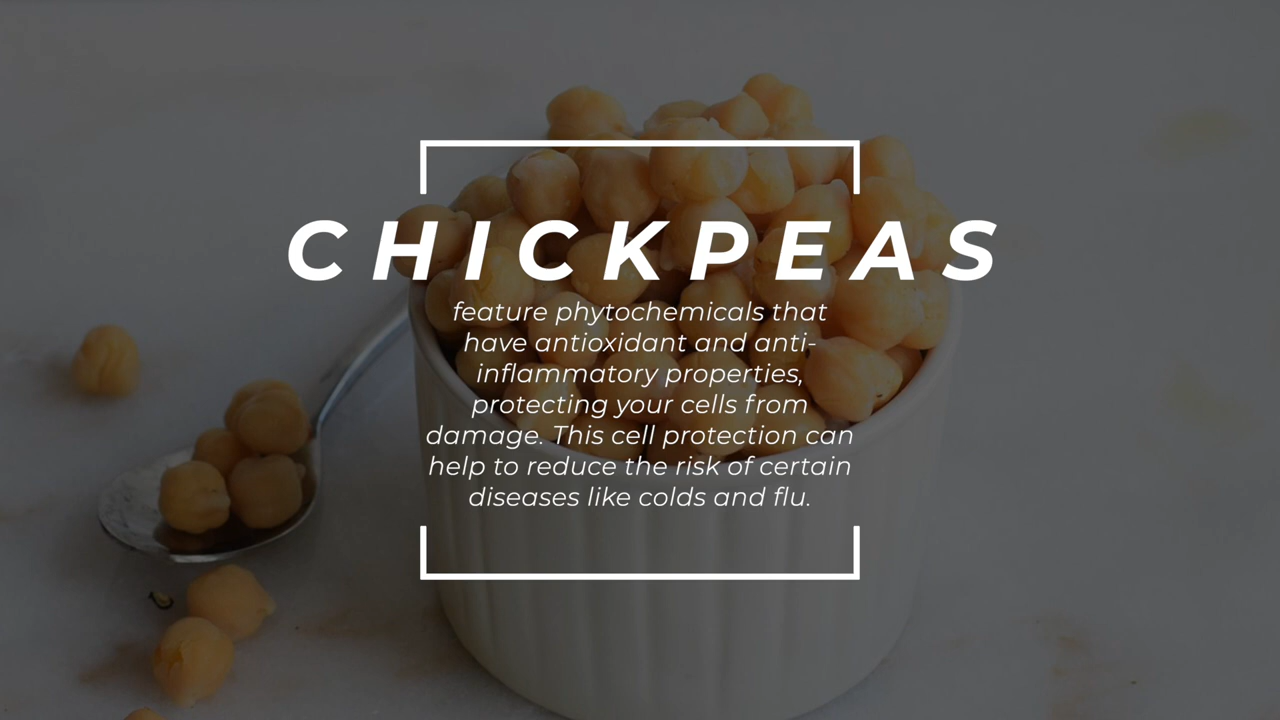 CHICKPEAS
feature phytochemicals that
have antioxidant and anti-
inflammatory properties,
protecting your cells from
damage. This cell protection can
help to reduce the risk of certain
diseases like colds and flu.